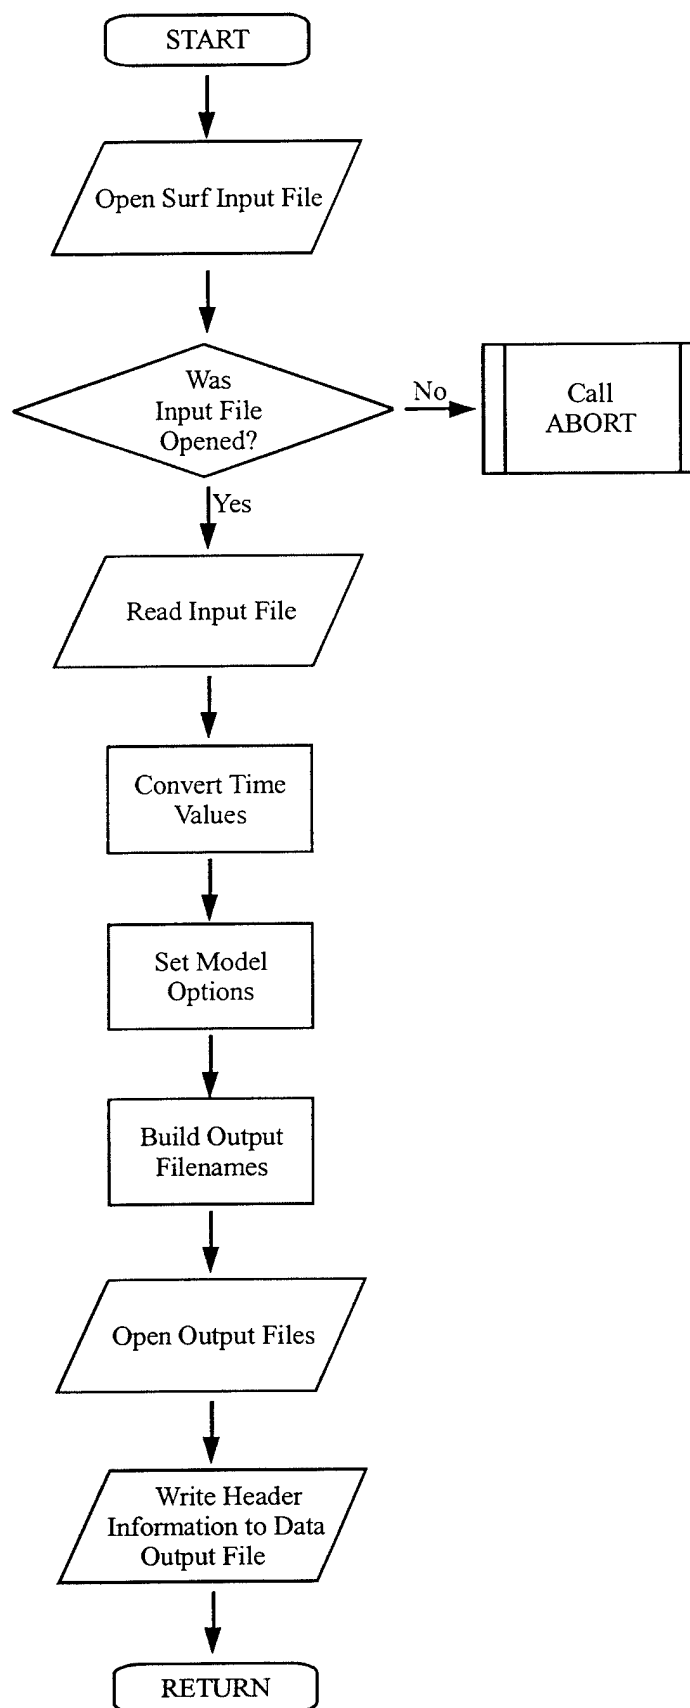 START
Open Surf Input File
Was
Input File
Opened?
No
Call
ABORT
Yes
Read Input File
Convert Time
Values
Set Model
Options
Build Output
Filenames
Open Output Files
Write Header
Information to Data
Output File
RETURN